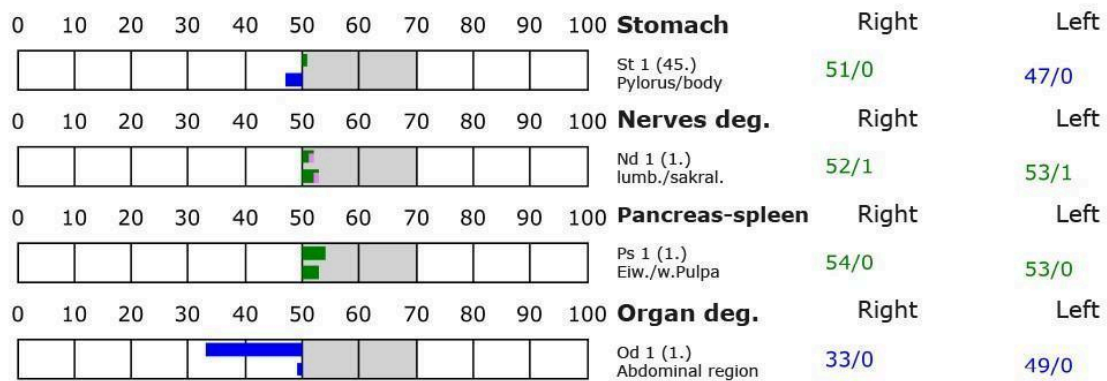 0 10 20 30 40 50 60 70 80 90 100 Stomach Right Left
St 1 (45.) 51/0 47/0
Pylorus/body
0 10 20 30 40 50 60 70 80 90 100 Nerves deg. Right Left
Nd 1 (1.) 52/1 53/1
lumb./sakral.
0 10 20 30 40 50 60 70 80 90 100 Pancreas-spleen Right Left
Ps 1 (1.) 54/0 53/0
Eiw./w.Pulpa
0 10 20 30 40 50 60 70 80 90 100 Organ deg. Right Left
Od 1 (1.) 33/0 49/0
Abdominal region